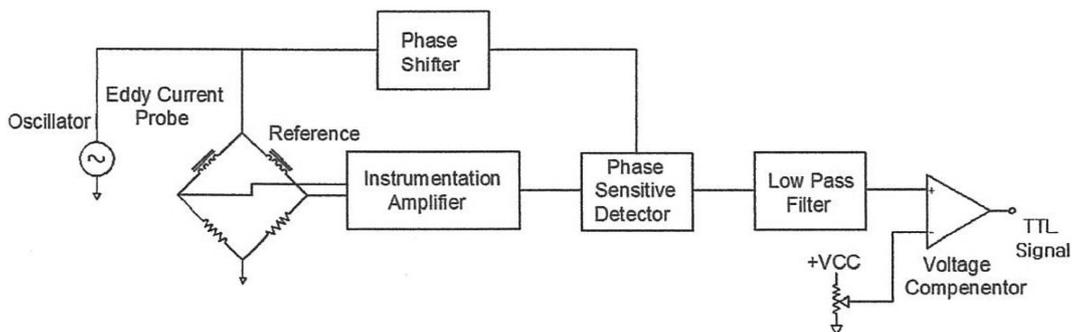 Phase
Shifter
Eddy Current
Probe
Oscillator
Reference
Instrumentation
Amplifier
Phase
Sensitive
Detector
Low Pass
Filter
+
-
TTL
Signal
+VCC
Voltage
Compenentor